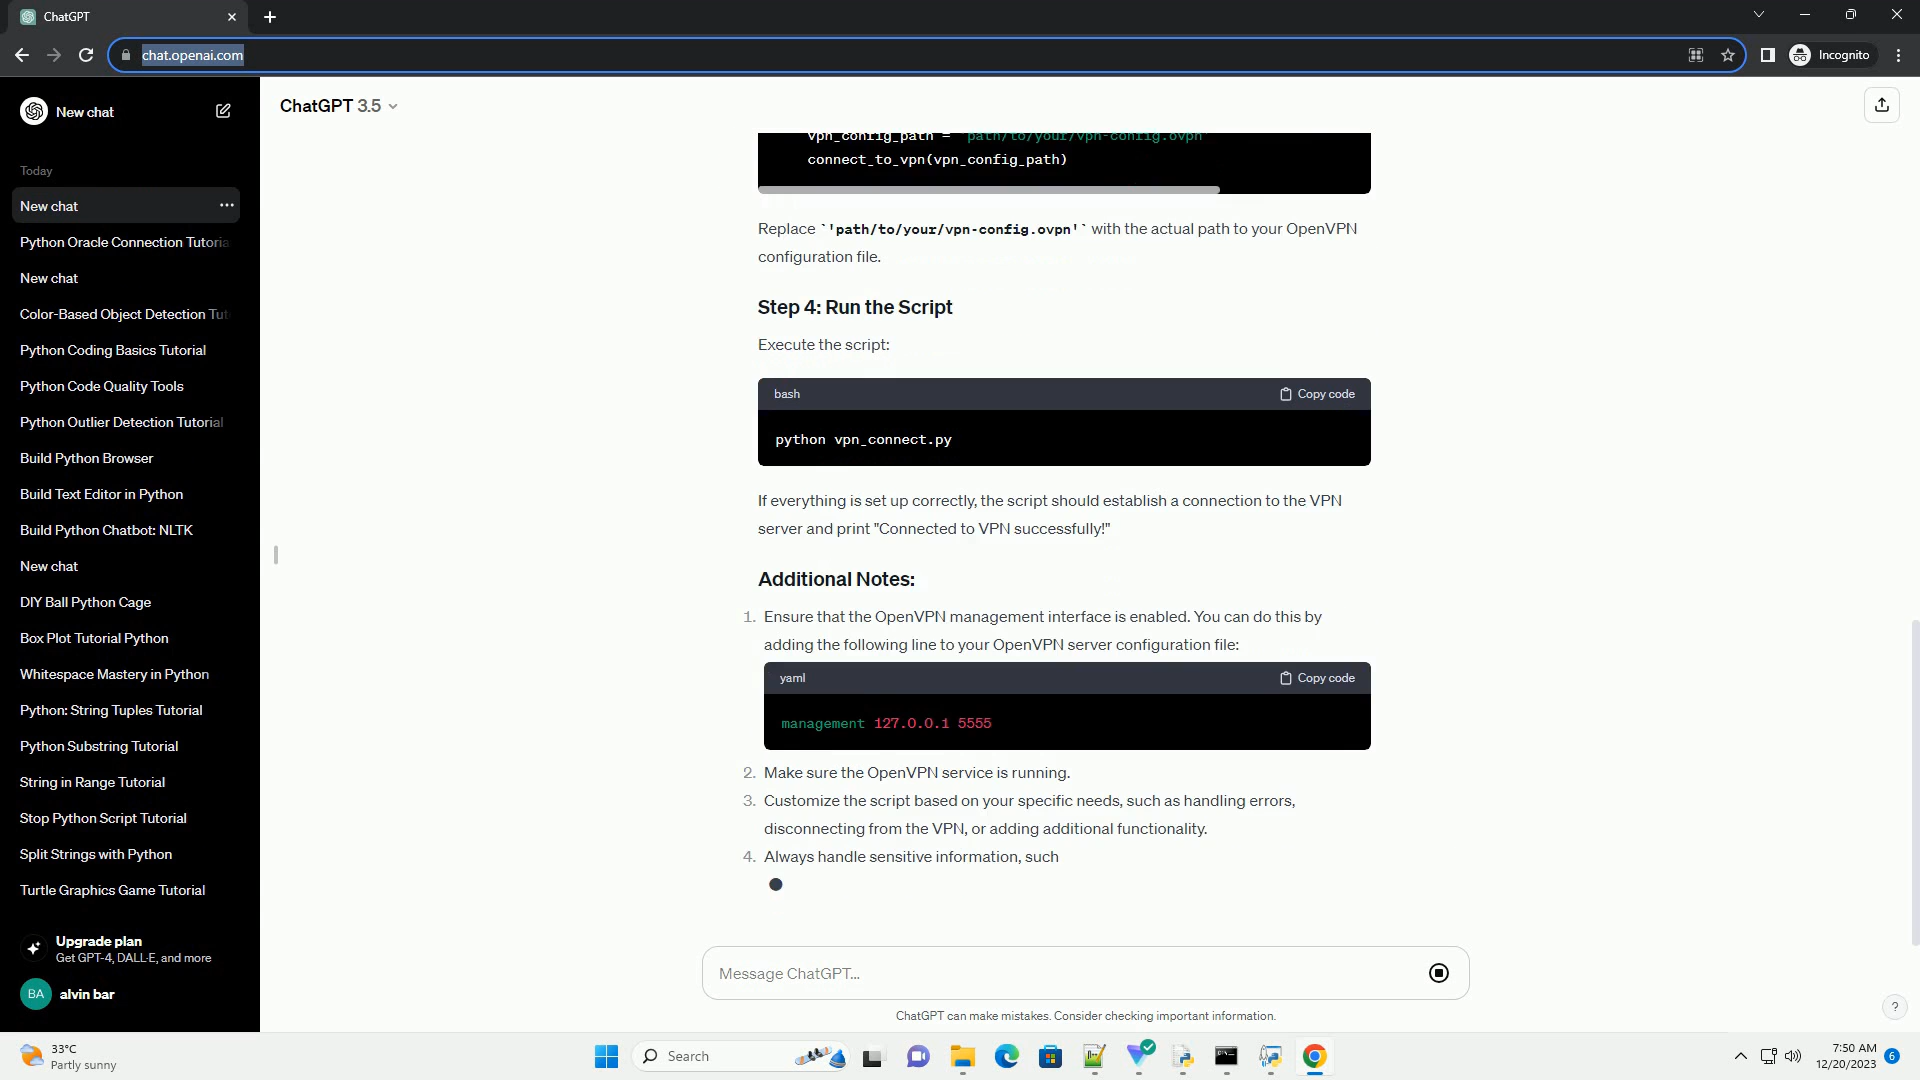 ChatGPT
chat.openai.com
Incognito
New chat
Today
New chat
Python Oracle Connection Tutoria
New chat
Color-Based Object Detection Tut
Python Coding Basics Tutorial
Python Code Quality Tools
Python Outlier Detection Tutorial
Build Python Browser
Build Text Editor in Python
Build Python Chatbot: NLTK
New chat
DIY Ball Python Cage
Box Plot Tutorial Python
Whitespace Mastery in Python
Python: String Tuples Tutorial
Python Substring Tutorial
String in Range Tutorial
Stop Python Script Tutorial
Split Strings with Python
Turtle Graphics Game Tutorial
Upgrade plan
Get GPT-4, DALL·E, and more
BA alvin bar
ChatGPT 3.5
vpn_config_path = 'path/to/your/vpn-config.ovpn'
connect_to_vpn(vpn_config_path)
Replace `'path/to/your/vpn-config.ovpn'` with the actual path to your OpenVPN
configuration file.
Step 4: Run the Script
Execute the script:
bash Copy code
python vpn_connect.py
If everything is set up correctly, the script should establish a connection to the VPN
server and print "Connected to VPN successfully!"
Additional Notes:
1. Ensure that the OpenVPN management interface is enabled. You can do this by
adding the following line to your OpenVPN server configuration file:
yaml Copy code
management 127.0.0.1 5555
2. Make sure the OpenVPN service is running.
3. Customize the script based on your specific needs, such as handling errors,
disconnecting from the VPN, or adding additional functionality.
4. Always handle sensitive information, such
Message ChatGPT...
ChatGPT can make mistakes. Consider checking important information.
?
33°C
Partly sunny
Search
7:50 AM
12/20/2023
6